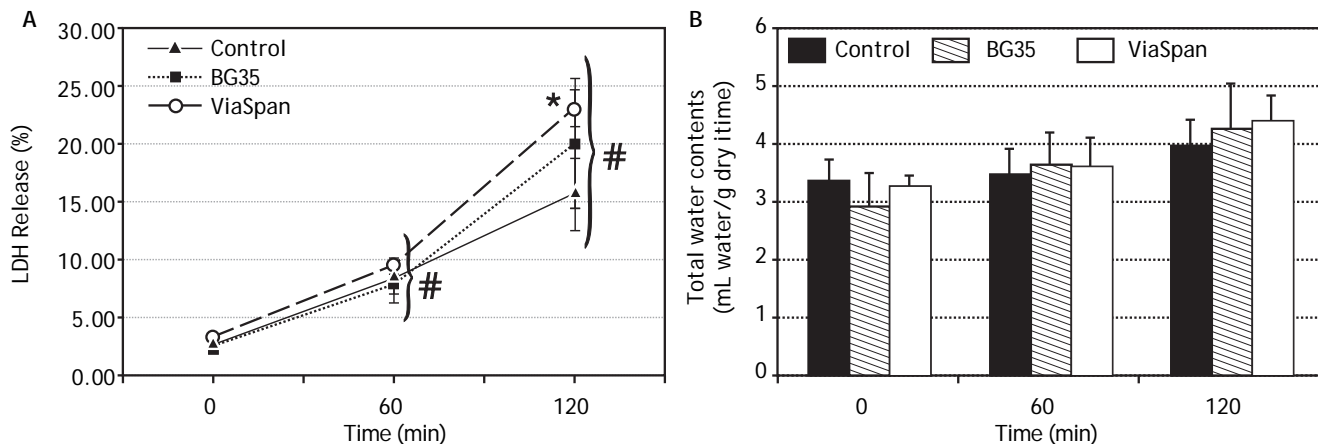 A
30.00
25.00
20.00
15.00
10.00
5.00
0.00
LDH Release (%)
Control
BG35
ViaSpan
*
#
#
0 60 120
Time (min)
B
6
5
4
3
2
1
0
Total water contents
(mL water/g dry itime)
Control BG35 ViaSpan
0 60 120
Time (min)